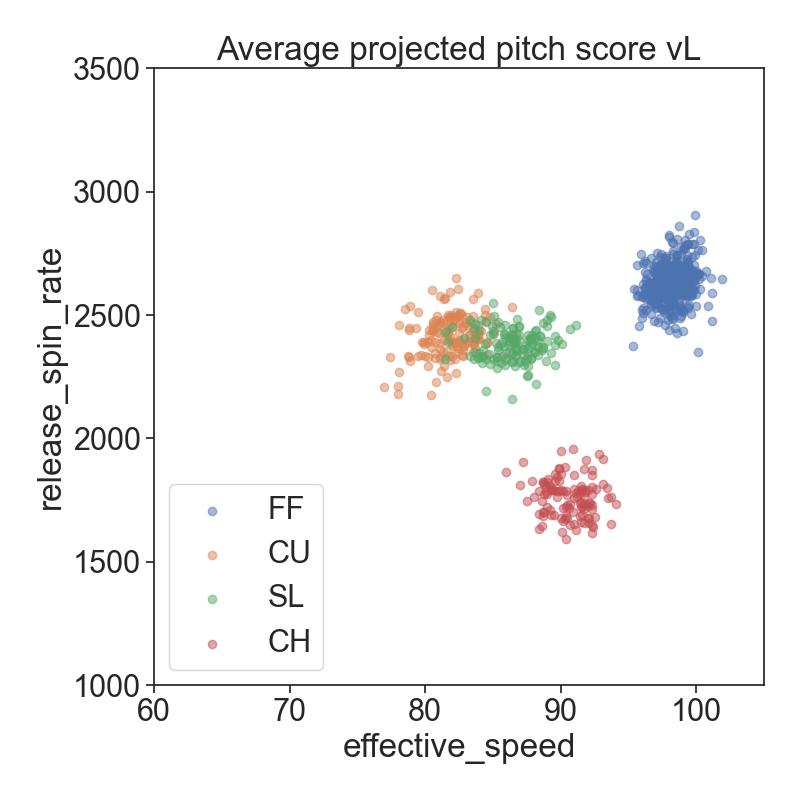 Average projected pitch score vL
3500
3000
2500
2000
1500
1000
release_spin_rate
FF
CU
SL
CH
60
70
80
90
100
effective_speed